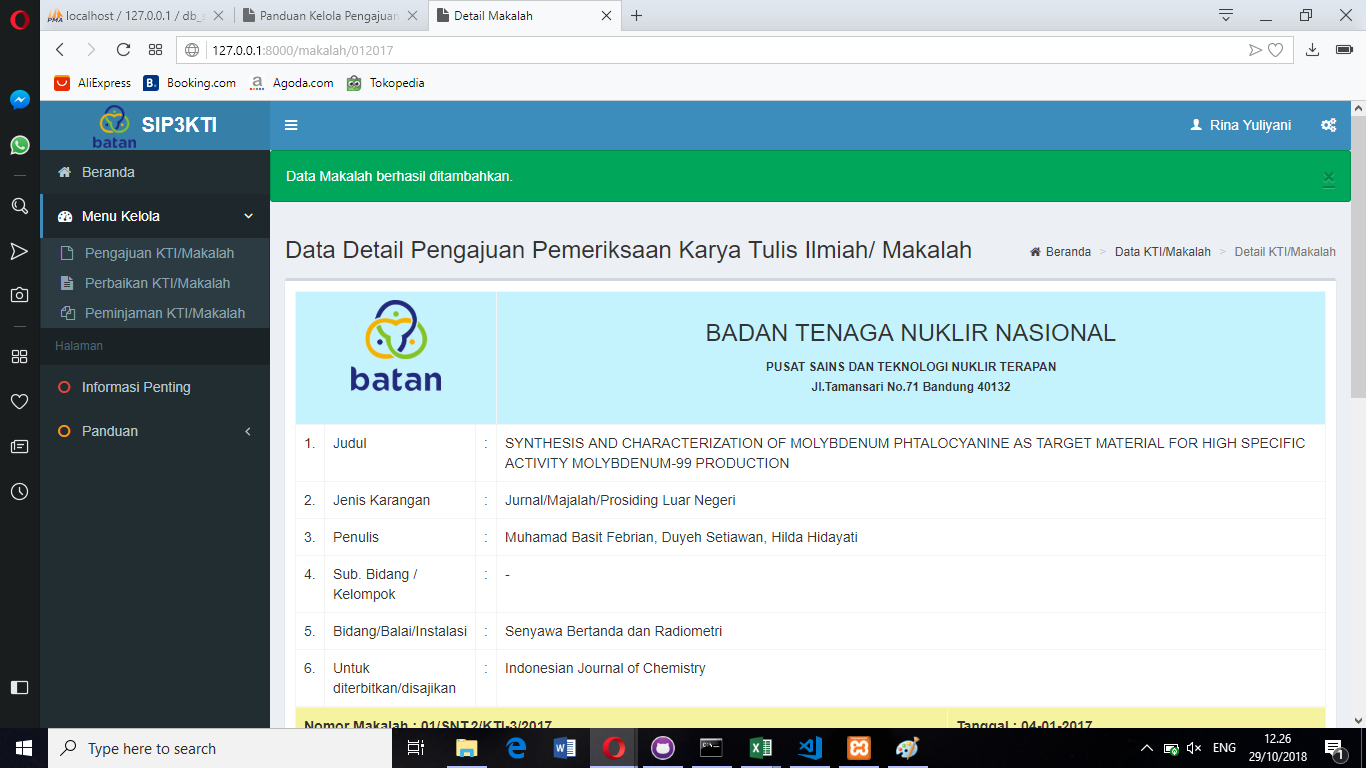 localhost / 127.0.0.1 / db_s
Panduan Kelola Pengajuan
Detail Makalah
127.0.0.1:8000/makalah/012017
AliExpress
Booking.com
Agoda.com
Tokopedia
batan
SIP3KTI
Rina Yuliyani
Beranda
Menu Kelola
Pengajuan KTI/Makalah
Perbaikan KTI/Makalah
Peminjaman KTI/Makalah
Halaman
Informasi Penting
Panduan
Data Makalah berhasil ditambahkan.
Data Detail Pengajuan Pemeriksaan Karya Tulis Ilmiah/ Makalah
Beranda > Data KTI/Makalah > Detail KTI/Makalah
batan
BADAN TENAGA NUKLIR NASIONAL
PUSAT SAINS DAN TEKNOLOGI NUKLIR TERAPAN
Jl.Tamansari No.71 Bandung 40132
1. Judul : SYNTHESIS AND CHARACTERIZATION OF MOLYBDENUM PHTALOCYANINE AS TARGET MATERIAL FOR HIGH SPECIFIC
ACTIVITY MOLYBDENUM-99 PRODUCTION
2. Jenis Karangan : Jurnal/Majalah/Prosiding Luar Negeri
3. Penulis : Muhamad Basit Febrian, Duyeh Setiawan, Hilda Hidayati
4. Sub. Bidang / : -
Kelompok
5. Bidang/Balai/Instalasi : Senyawa Bertanda dan Radiometri
6. Untuk : Indonesian Journal of Chemistry
diterbitkan/disajikan
Nomor Makalah : 01/SNT.2/KTI-3/2017 Tanggal : 04-01-2017
Type here to search
ENG
12.26
29/10/2018
1